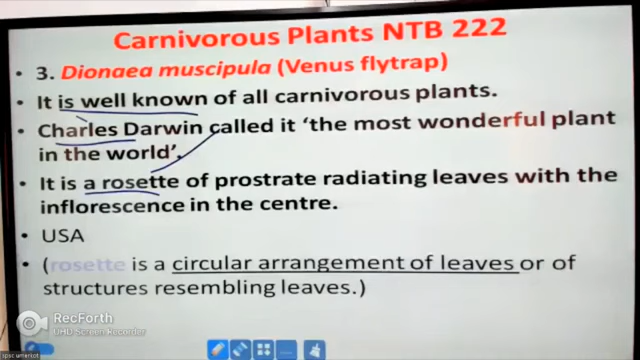 Carnivorous Plants NTB 222
• 3. Dionaea muscipula (Venus flytrap)
• It is well known of all carnivorous plants.
• Charles Darwin called it ‘the most wonderful plant
in the world’.
• It is a rosette of prostrate radiating leaves with the
inflorescence in the centre.
• USA
• (rosette is a circular arrangement of leaves or of
structures resembling leaves.)
RecForth
UHD Screen Recorder